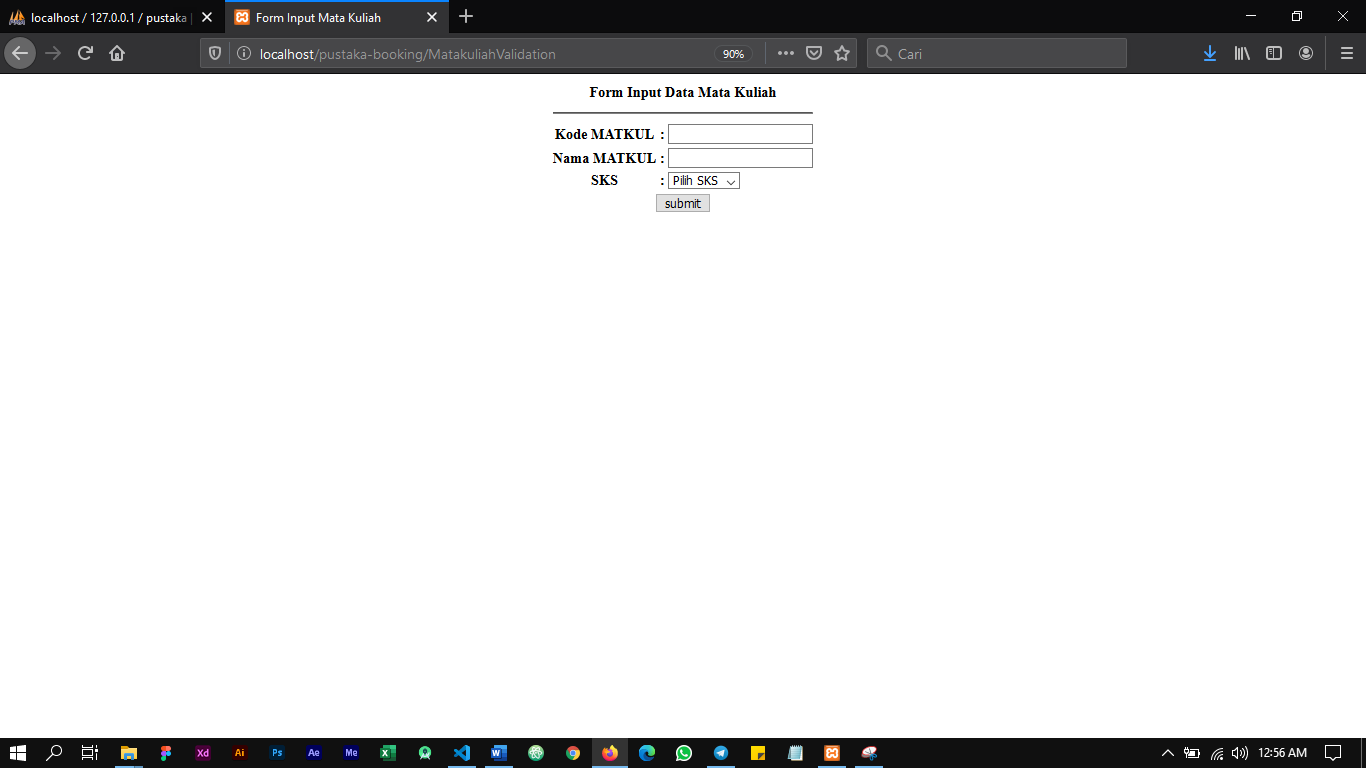 localhost / 127.0.0.1 / pustaka
Form Input Mata Kuliah
localhost/pustaka-booking/MatakuliahValidation
90%
Cari
Form Input Data Mata Kuliah
Kode MATKUL :
Nama MATKUL :
SKS : Pilih SKS
submit
Xd Ai Ps Ae Me
12:56 AM